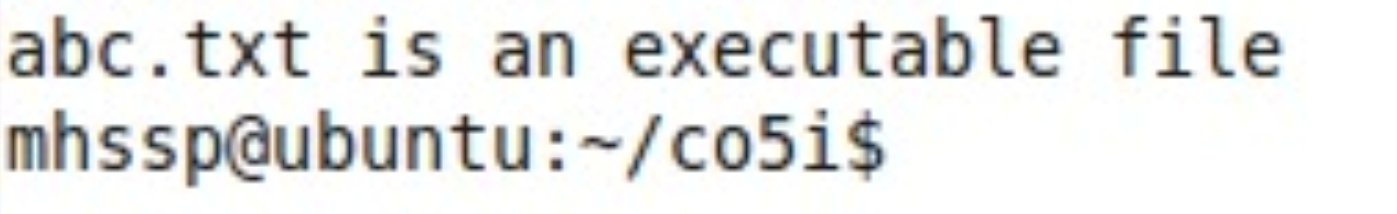 abc.txt is an executable file
mhssp@ubuntu:~/co5i$